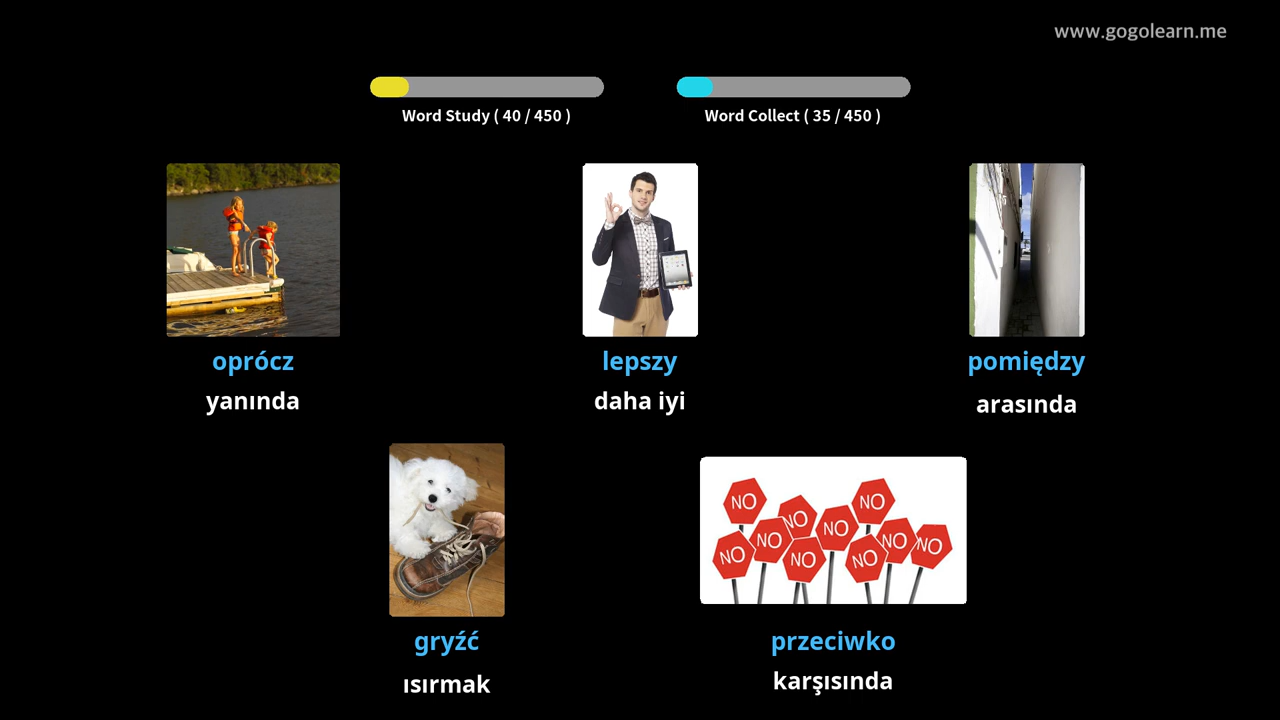 www.gogolearn.me
Word Study ( 40 / 450 )
Word Collect ( 35 / 450 )
oprócz
yanında
lepszy
daha iyi
pomiędzy
arasında
NO
NO
NO
NO
NO
NO
NO
NO
NO
NO
gryźć
ısırmak
przeciwko
karşısında